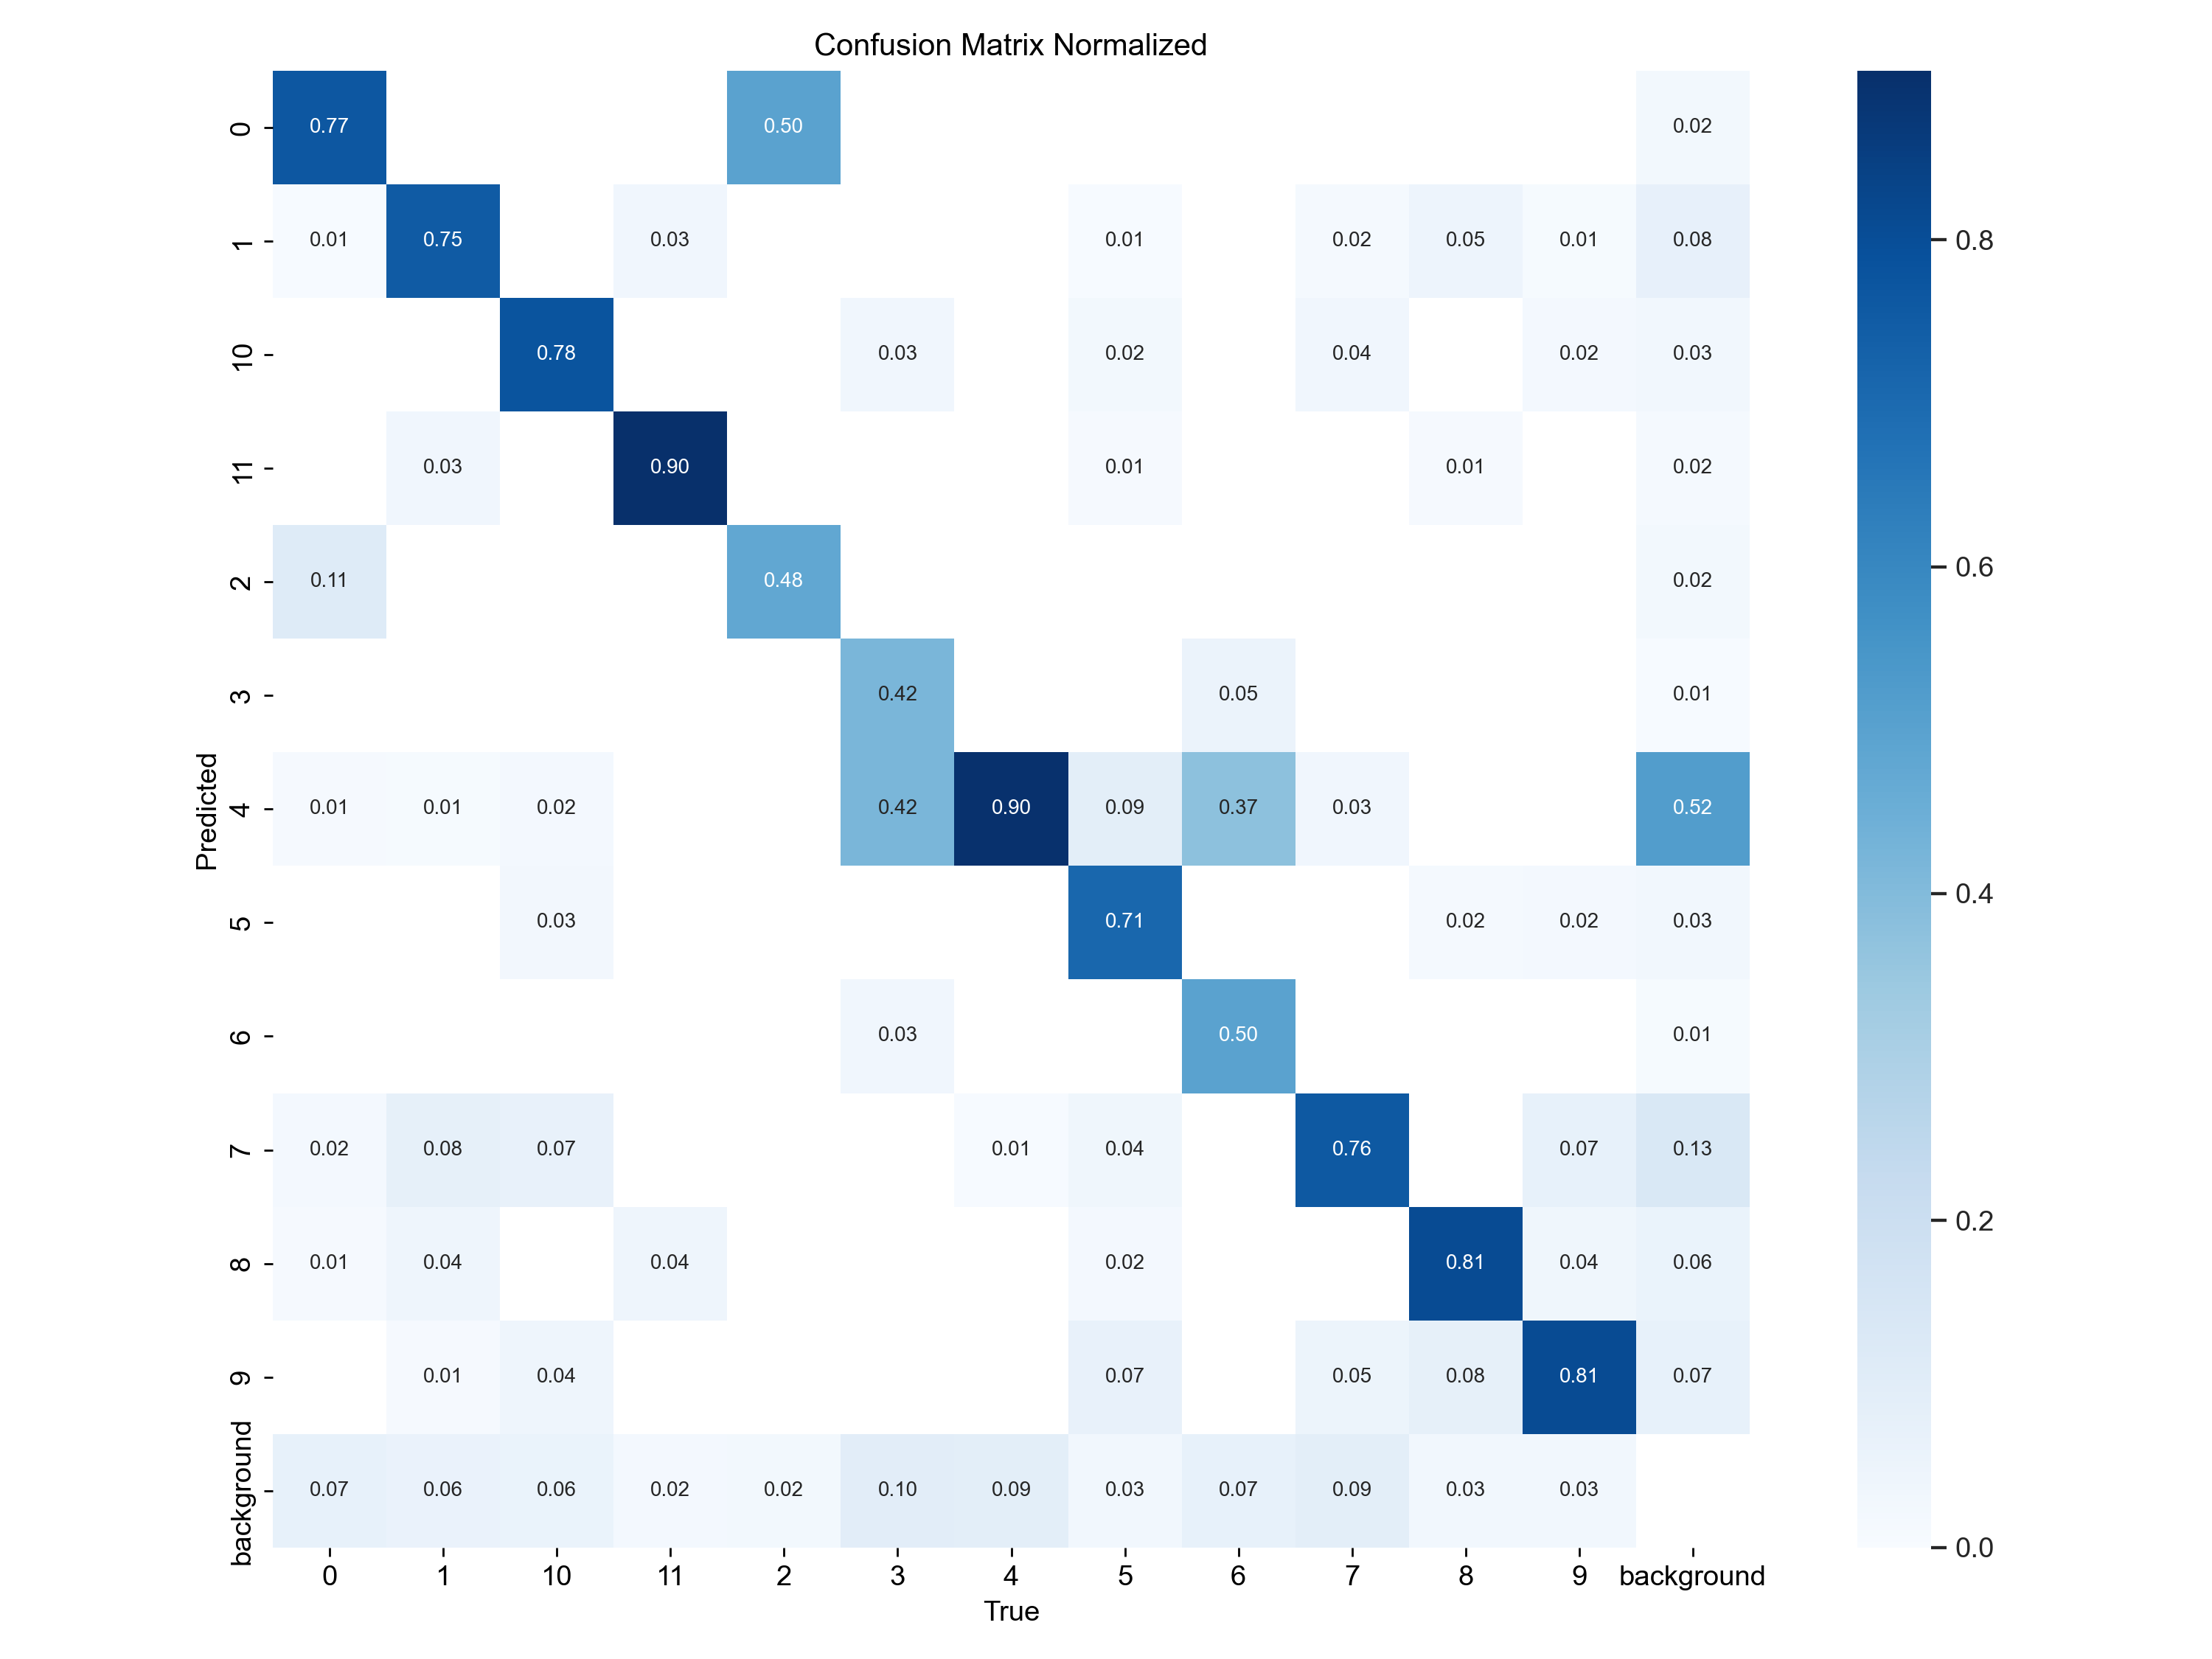 Confusion Matrix Normalized
0 0.77 0.50 0.02
1 0.01 0.75 0.03 0.01 0.02 0.05 0.01 0.08 0.8
10 0.78 0.03 0.02 0.04 0.02 0.03
11 0.03 0.90 0.01 0.01 0.02
2 0.11 0.48 0.02 0.6
3 0.42 0.05 0.01
Predicted
4 0.01 0.01 0.02 0.42 0.90 0.09 0.37 0.03 0.52
5 0.03 0.71 0.02 0.02 0.03 0.4
6 0.03 0.50 0.01
7 0.02 0.08 0.07 0.01 0.04 0.76 0.07 0.13
8 0.01 0.04 0.04 0.02 0.81 0.04 0.06 0.2
9 0.01 0.04 0.07 0.05 0.08 0.81 0.07
background 0.07 0.06 0.06 0.02 0.02 0.10 0.09 0.03 0.07 0.09 0.03 0.03 0.0
0 1 10 11 2 3 4 5 6 7 8 9 background
True